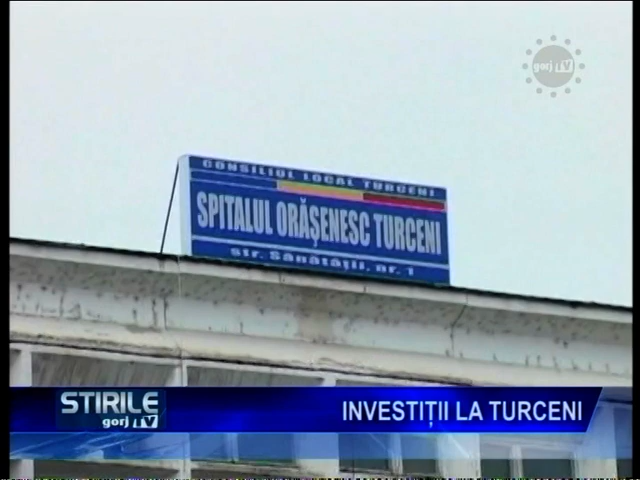 gorj TV
CONSILIUL LOCAL TURCENI
SPITALUL ORĂŞENESC TURCENI
str. Sănătăţii, nr. 1
STIRILE
gorj TV
INVESTIŢII LA TURCENI